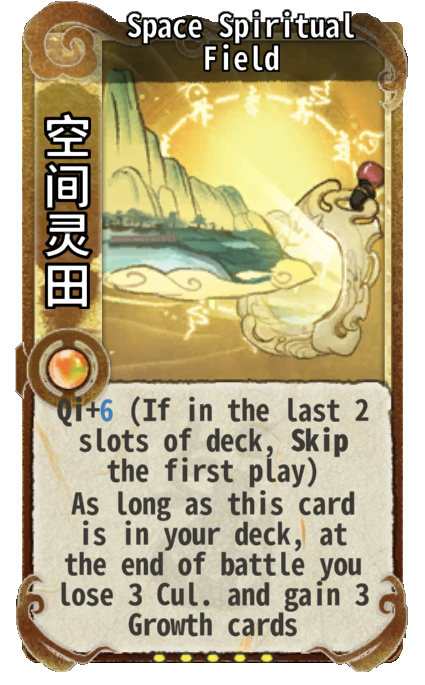 Space Spiritual
Field
空间灵田
Qi+6 (If in the last 2
slots of deck, Skip
the first play)
As long as this card
is in your deck, at
the end of battle you
lose 3 Cul. and gain 3
Growth cards